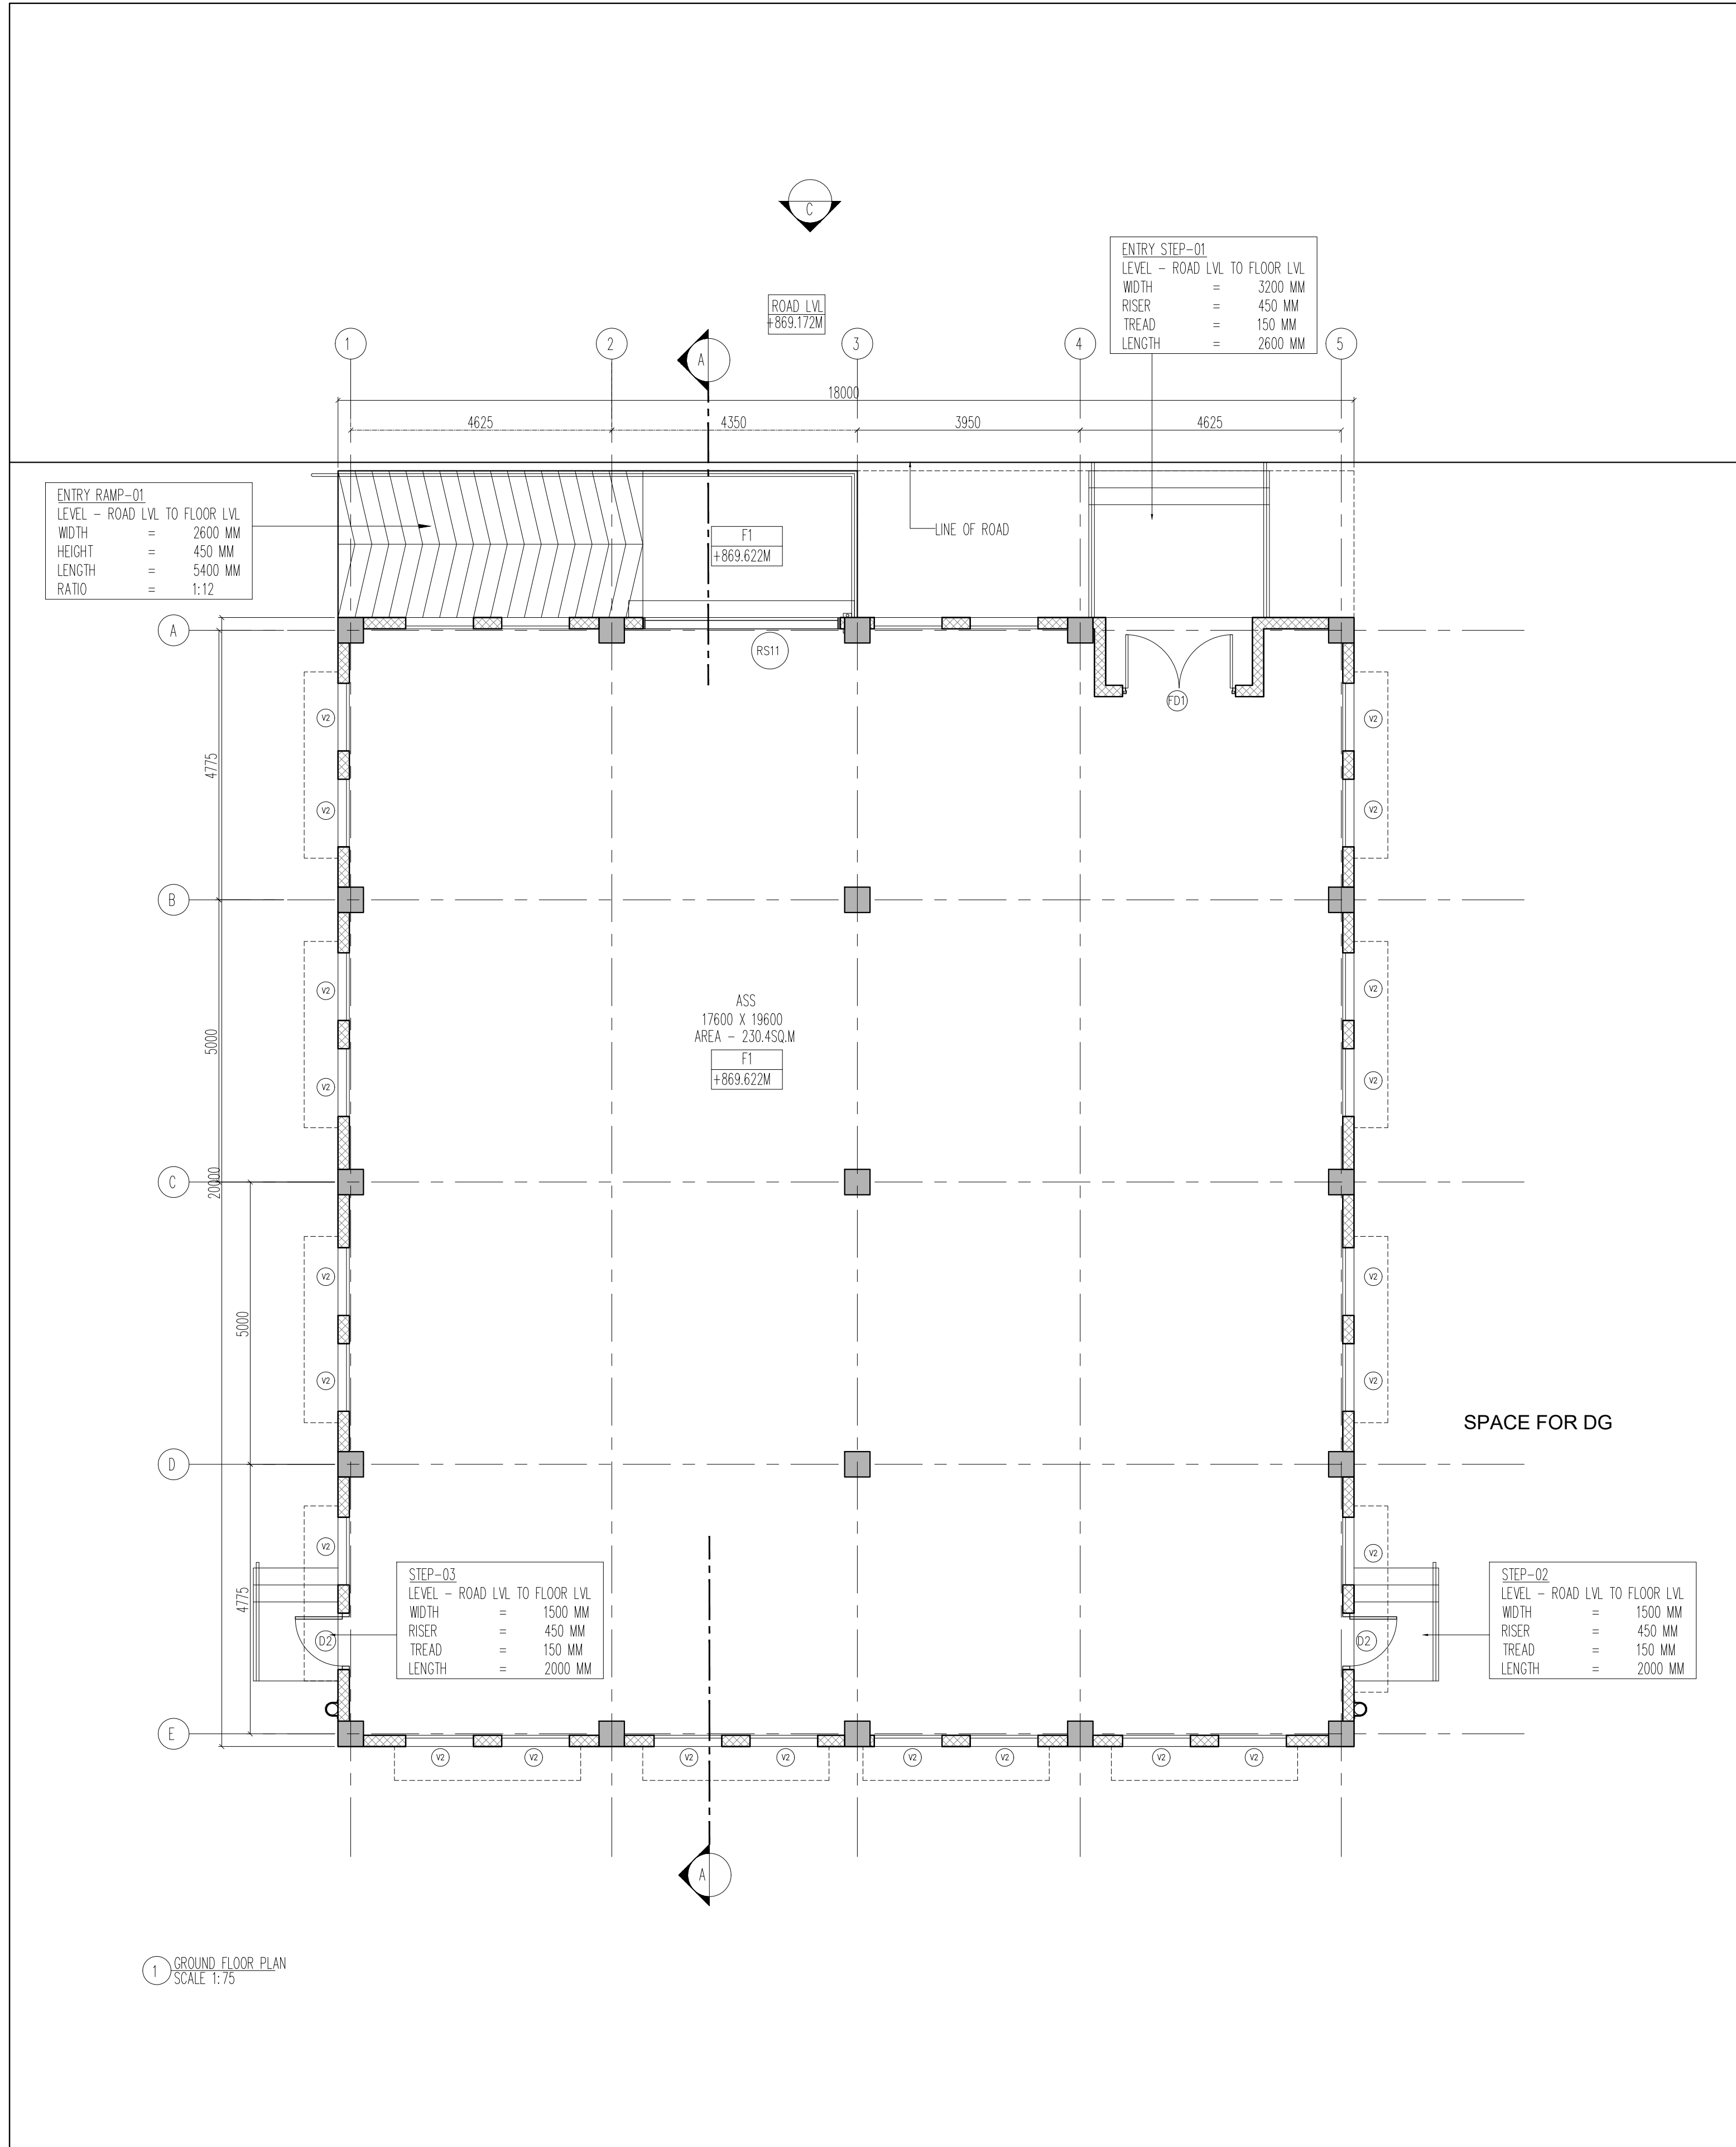 C
ROAD LVL
+869.172M
ENTRY STEP-01
LEVEL - ROAD LVL TO FLOOR LVL
WIDTH = 3200 MM
RISER = 450 MM
TREAD = 150 MM
LENGTH = 2600 MM
1
2
A
3
4
5
18000
4625
4350
3950
4625
ENTRY RAMP-01
LEVEL - ROAD LVL TO FLOOR LVL
WIDTH = 2600 MM
HEIGHT = 450 MM
LENGTH = 5400 MM
RATIO = 1:12
F1
+869.622M
LINE OF ROAD
A
RS11
FD1
V2
V2
4775
V2
V2
B
V2
V2
ASS
17600 X 19600
AREA - 230.4SQ.M
F1
+869.622M
5000
V2
V2
C
20000
V2
V2
5000
V2
V2
SPACE FOR DG
D
V2
V2
STEP-03
LEVEL - ROAD LVL TO FLOOR LVL
WIDTH = 1500 MM
RISER = 450 MM
TREAD = 150 MM
LENGTH = 2000 MM
STEP-02
LEVEL - ROAD LVL TO FLOOR LVL
WIDTH = 1500 MM
RISER = 450 MM
TREAD = 150 MM
LENGTH = 2000 MM
4775
D2
D2
E
V2
V2
V2
V2
V2
V2
V2
V2
A
1
GROUND FLOOR PLAN
SCALE 1:75